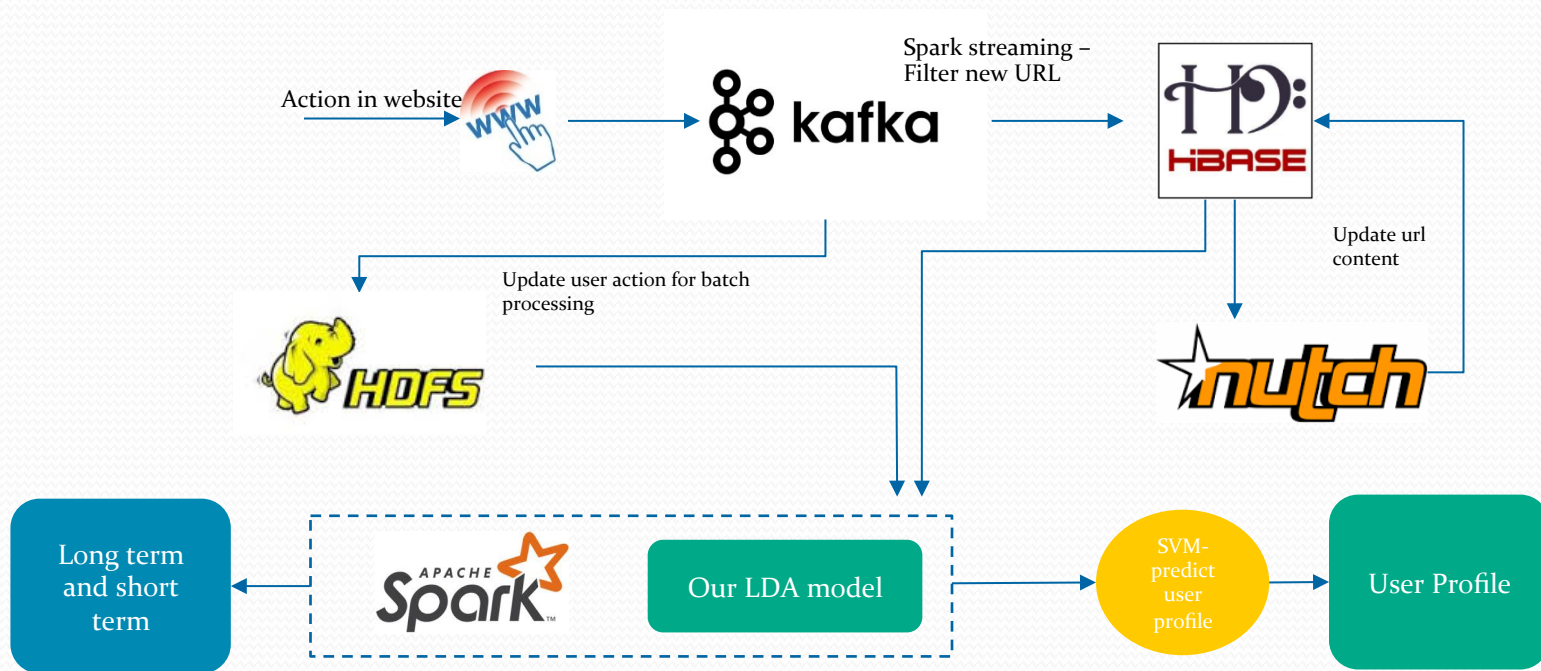 Action in website
www
kafka
Spark streaming –
Filter new URL
HBASE
Update url
content
Update user action for batch
processing
HDFS
nutch
Long term
and short
term
APACHE
Spark™
Our LDA model
SVM-
predict
user
profile
User Profile